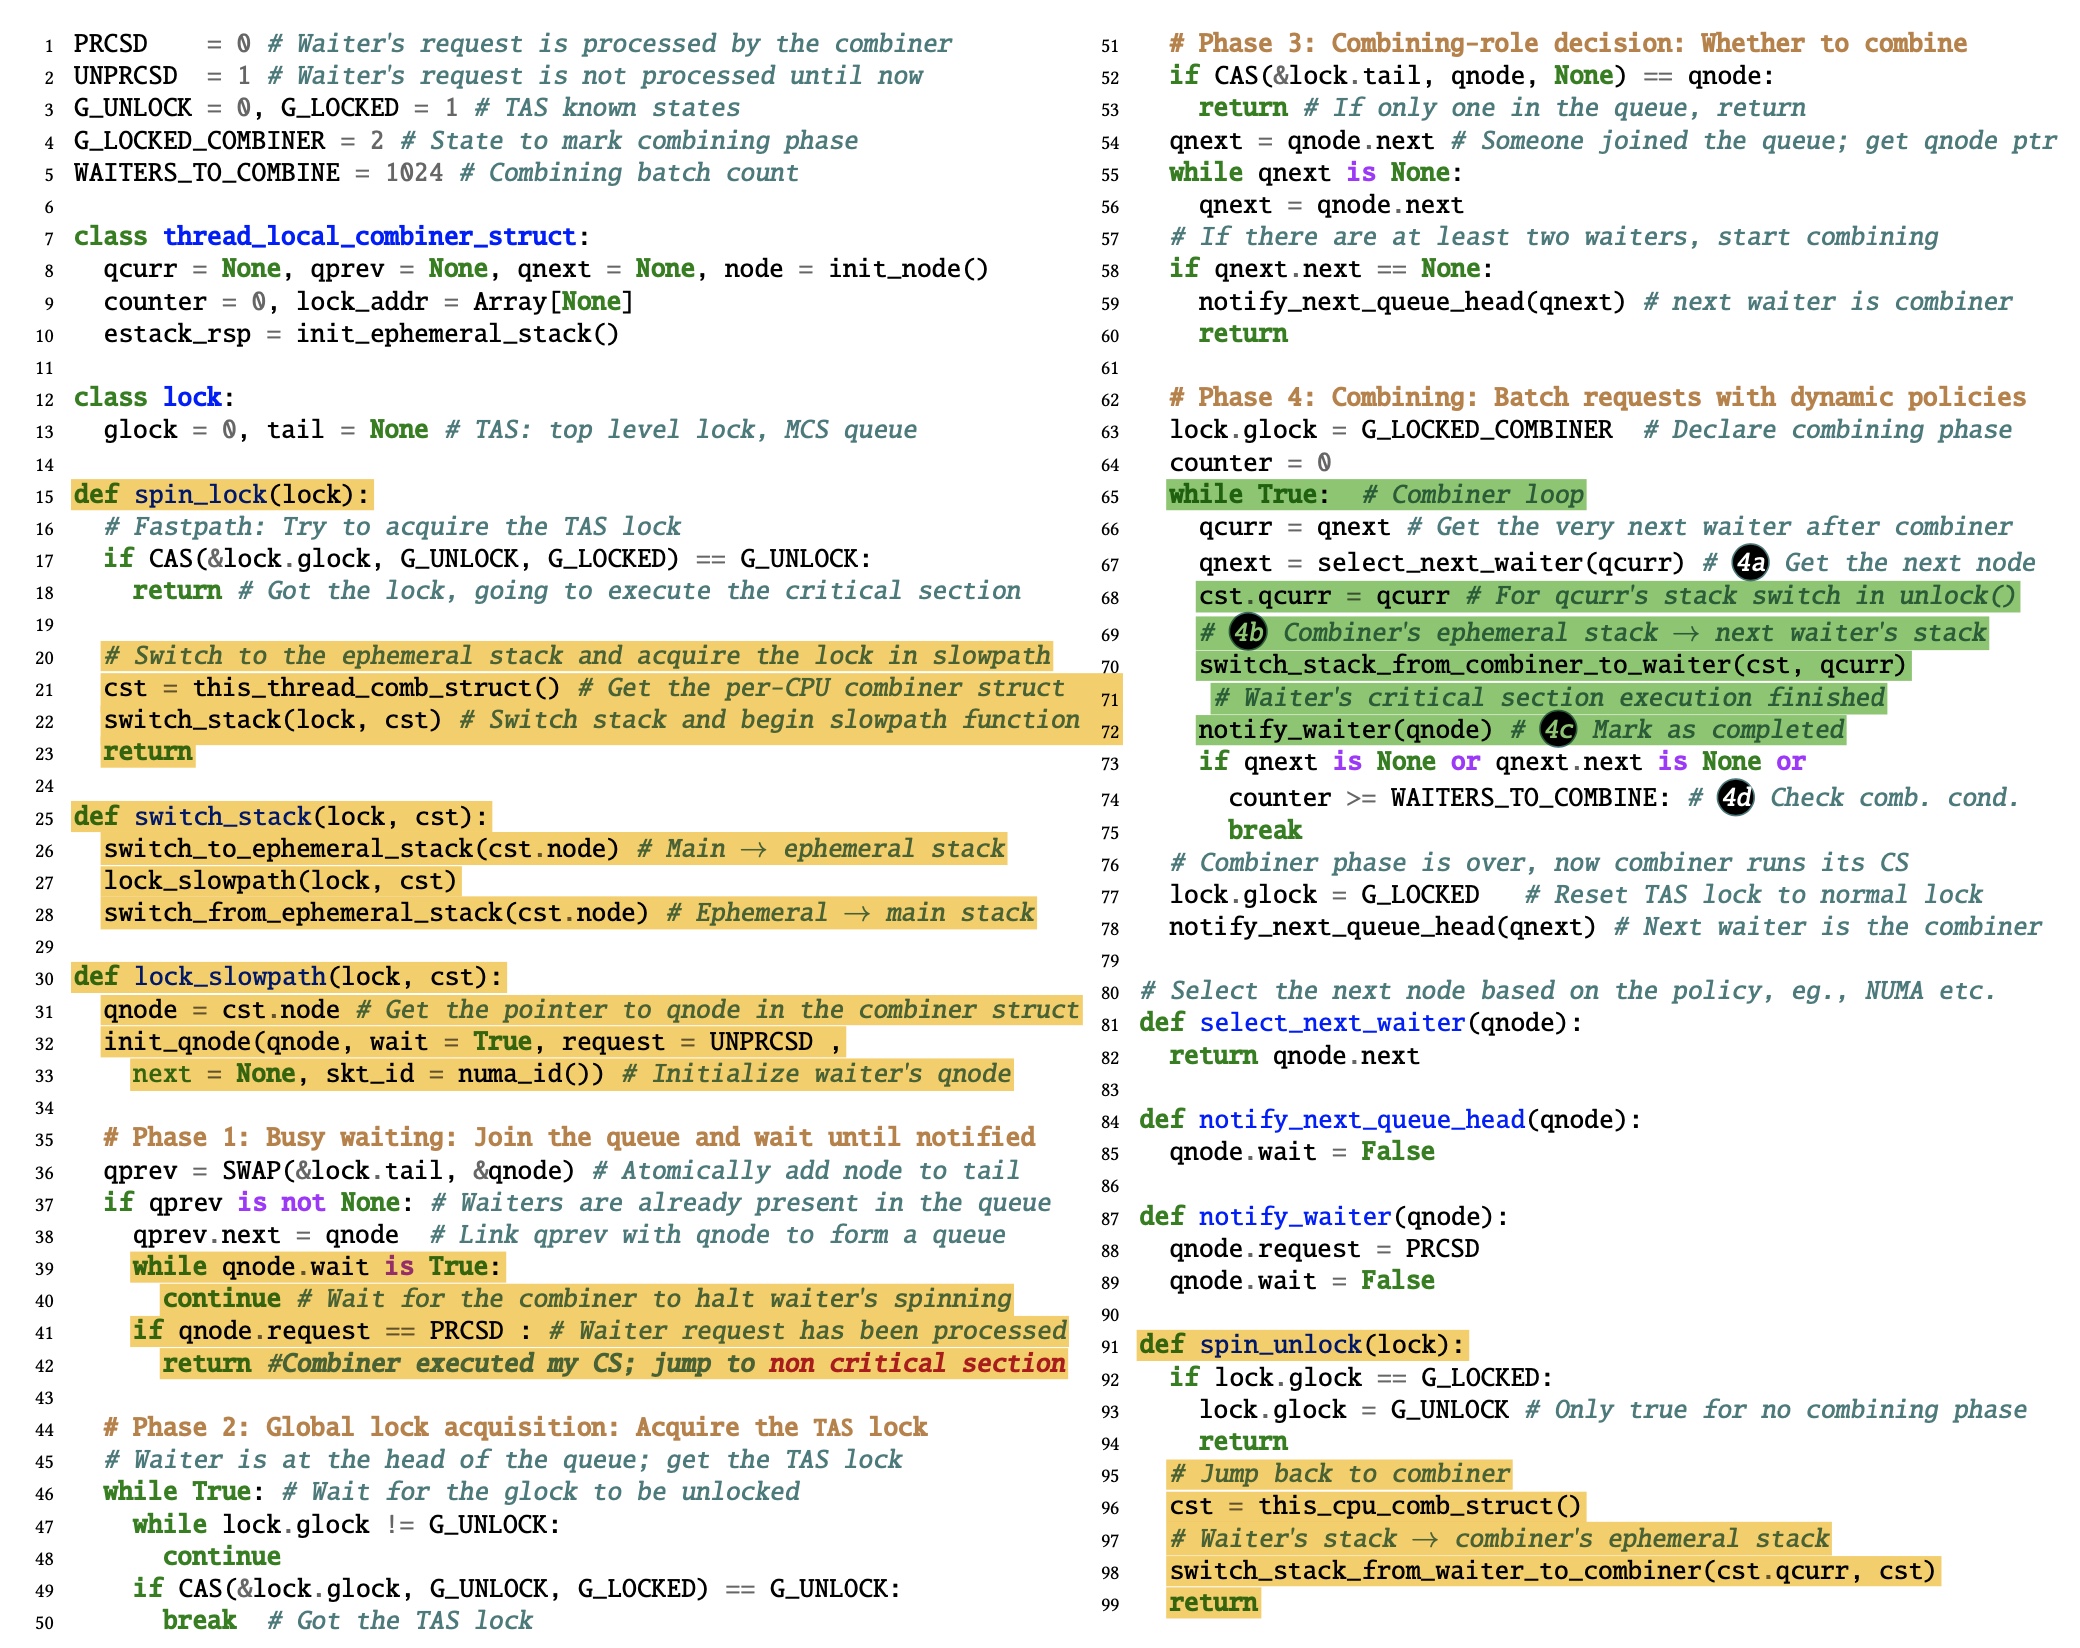 1 PRCSD    = 0 # Waiter's request is processed by the combiner
2 UNPRCSD  = 1 # Waiter's request is not processed until now
3 G_UNLOCK = 0, G_LOCKED = 1 # TAS known states
4 G_LOCKED_COMBINER = 2 # State to mark combining phase
5 WAITERS_TO_COMBINE = 1024 # Combining batch count
6
7 class thread_local_combiner_struct:
8   qcurr = None, qprev = None, qnext = None, node = init_node()
9   counter = 0, lock_addr = Array[None]
10   estack_rsp = init_ephemeral_stack()
11
12 class lock:
13   glock = 0, tail = None # TAS: top level lock, MCS queue
14
15 def spin_lock(lock):
16   # Fastpath: Try to acquire the TAS lock
17   if CAS(&lock.glock, G_UNLOCK, G_LOCKED) == G_UNLOCK:
18     return # Got the lock, going to execute the critical section
19
20   # Switch to the ephemeral stack and acquire the lock in slowpath
21   cst = this_thread_comb_struct() # Get the per-CPU combiner struct
22   switch_stack(lock, cst) # Switch stack and begin slowpath function
23   return
24
25 def switch_stack(lock, cst):
26   switch_to_ephemeral_stack(cst.node) # Main → ephemeral stack
27   lock_slowpath(lock, cst)
28   switch_from_ephemeral_stack(cst.node) # Ephemeral → main stack
29
30 def lock_slowpath(lock, cst):
31   qnode = cst.node # Get the pointer to qnode in the combiner struct
32   init_qnode(qnode, wait = True, request = UNPRCSD ,
33     next = None, skt_id = numa_id()) # Initialize waiter's qnode
34
35   # Phase 1: Busy waiting: Join the queue and wait until notified
36   qprev = SWAP(&lock.tail, &qnode) # Atomically add node to tail
37   if qprev is not None: # Waiters are already present in the queue
38     qprev.next = qnode  # Link qprev with qnode to form a queue
39     while qnode.wait is True:
40       continue # Wait for the combiner to halt waiter's spinning
41     if qnode.request == PRCSD : # Waiter request has been processed
42       return #Combiner executed my CS; jump to non critical section
43
44   # Phase 2: Global lock acquisition: Acquire the TAS lock
45   # Waiter is at the head of the queue; get the TAS lock
46   while True: # Wait for the glock to be unlocked
47     while lock.glock != G_UNLOCK:
48       continue
49     if CAS(&lock.glock, G_UNLOCK, G_LOCKED) == G_UNLOCK:
50       break  # Got the TAS lock
51   # Phase 3: Combining-role decision: Whether to combine
52   if CAS(&lock.tail, qnode, None) == qnode:
53     return # If only one in the queue, return
54   qnext = qnode.next # Someone joined the queue; get qnode ptr
55   while qnext is None:
56     qnext = qnode.next
57   # If there are at least two waiters, start combining
58   if qnext.next == None:
59     notify_next_queue_head(qnext) # next waiter is combiner
60     return
61
62   # Phase 4: Combining: Batch requests with dynamic policies
63   lock.glock = G_LOCKED_COMBINER  # Declare combining phase
64   counter = 0
65   while True:  # Combiner loop
66     qcurr = qnext # Get the very next waiter after combiner
67     qnext = select_next_waiter(qcurr) # 4a Get the next node
68     cst.qcurr = qcurr # For qcurr's stack switch in unlock()
69     # 4b Combiner's ephemeral stack → next waiter's stack
70     switch_stack_from_combiner_to_waiter(cst, qcurr)
71      # Waiter's critical section execution finished
72     notify_waiter(qnode) # 4c Mark as completed
73     if qnext is None or qnext.next is None or
74       counter >= WAITERS_TO_COMBINE: # 4d Check comb. cond.
75       break
76   # Combiner phase is over, now combiner runs its CS
77   lock.glock = G_LOCKED   # Reset TAS lock to normal lock
78   notify_next_queue_head(qnext) # Next waiter is the combiner
79
80 # Select the next node based on the policy, eg., NUMA etc.
81 def select_next_waiter(qnode):
82   return qnode.next
83
84 def notify_next_queue_head(qnode):
85   qnode.wait = False
86
87 def notify_waiter(qnode):
88   qnode.request = PRCSD
89   qnode.wait = False
90
91 def spin_unlock(lock):
92   if lock.glock == G_LOCKED:
93     lock.glock = G_UNLOCK # Only true for no combining phase
94     return
95   # Jump back to combiner
96   cst = this_cpu_comb_struct()
97   # Waiter's stack → combiner's ephemeral stack
98   switch_stack_from_waiter_to_combiner(cst.qcurr, cst)
99   return